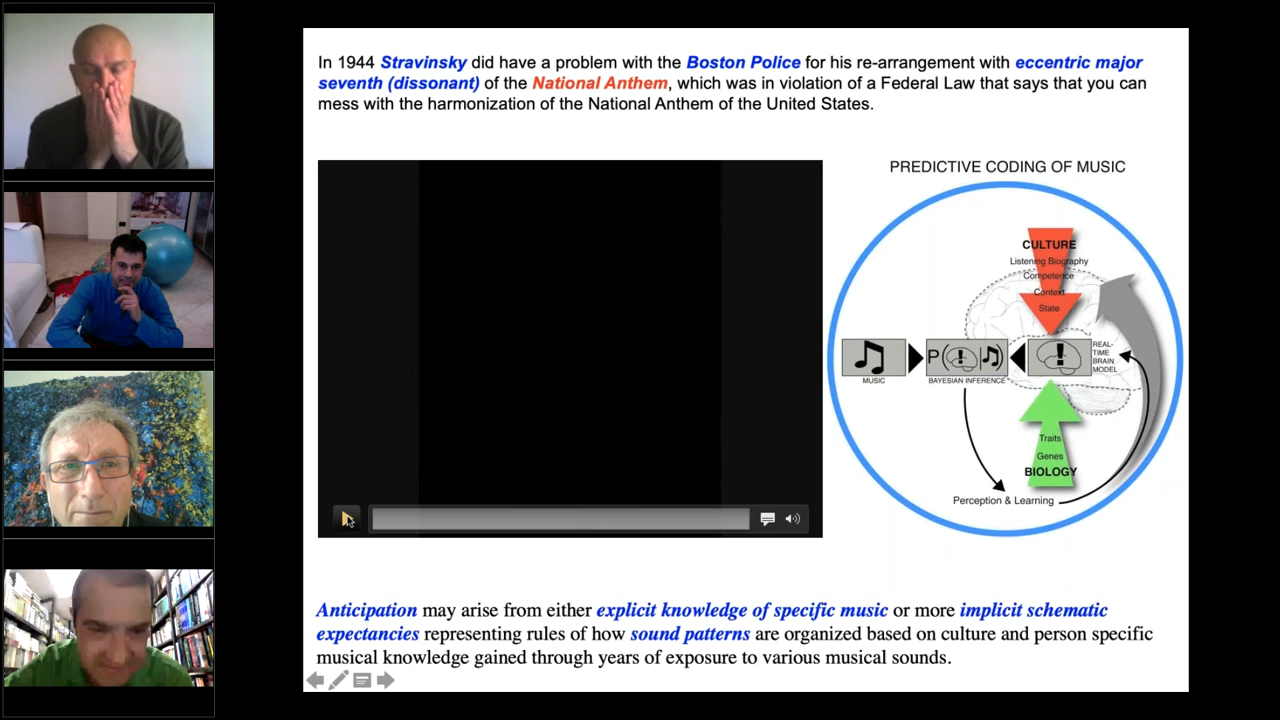 In 1944 Stravinsky did have a problem with the Boston Police for his re-arrangement with eccentric major
seventh (dissonant) of the National Anthem, which was in violation of a Federal Law that says that you can
mess with the harmonization of the National Anthem of the United States.
PREDICTIVE CODING OF MUSIC
CULTURE
Listening Biography
Competence
Context
State
P( | )
REAL-
TIME
BRAIN
MODEL
MUSIC
BAYESIAN INFERENCE
Traits
Genes
BIOLOGY
Perception & Learning
Anticipation may arise from either explicit knowledge of specific music or more implicit schematic
expectancies representing rules of how sound patterns are organized based on culture and person specific
musical knowledge gained through years of exposure to various musical sounds.